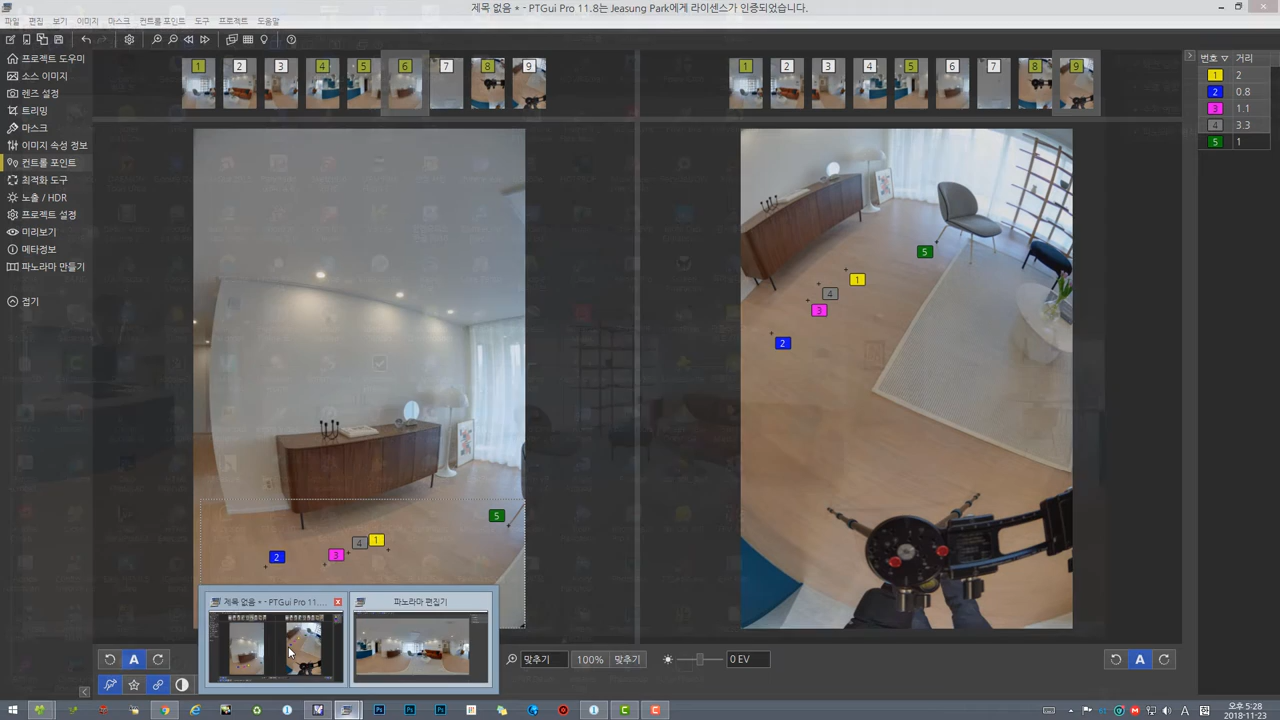 제목 없음 * - PTGui Pro 11.8는 Jeasung Park에게 라이센스가 인증되었습니다.
파일 편집 보기 이미지 마스크 컨트롤 포인트 도구 프로젝트 도움말
프로젝트 도우미
소스 이미지
렌즈 설정
트리밍
마스크
이미지 속성 정보
컨트롤 포인트
최적화 도구
노출 / HDR
프로젝트 설정
미리보기
메타정보
파노라마 만들기
접기
1 2 3 4 5 6 7 8 9
1 2 3 4 5 6 7 8 9
번호 거리
1 2
2 0.8
3 1.1
4 3.3
5 1
5
4 1
3
2
5
1
4
3
2
제목 없음 * - PTGui Pro 11....
파노라마 편집기
A
맞추기 100% 맞추기 0 EV
A
오후 5:28
2018-11-23